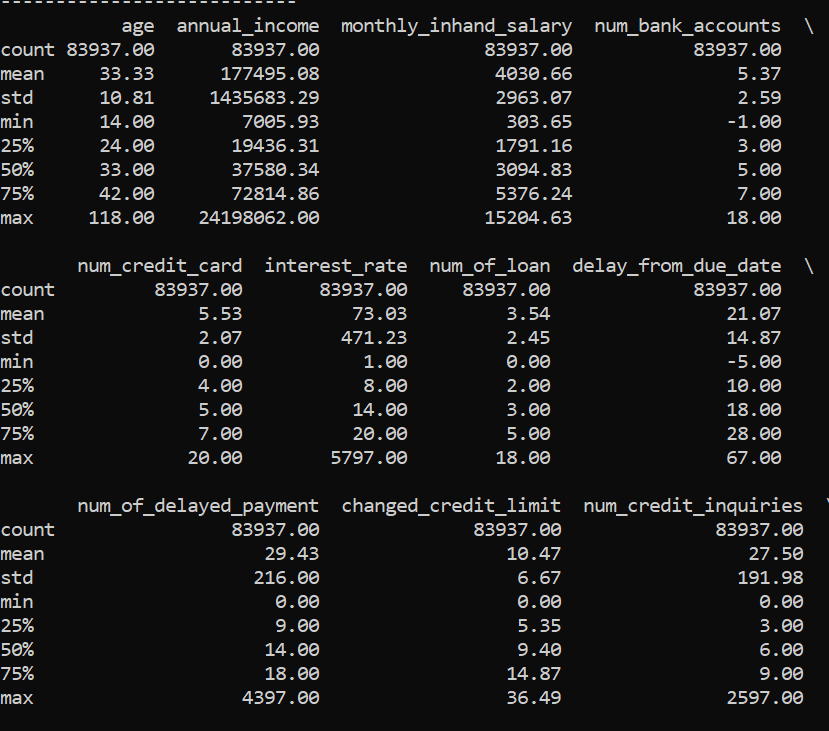 ---------------------------
age annual_income monthly_inhand_salary num_bank_accounts \
count 83937.00 83937.00 83937.00 83937.00
mean 33.33 177495.08 4030.66 5.37
std 10.81 1435683.29 2963.07 2.59
min 14.00 7005.93 303.65 -1.00
25% 24.00 19436.31 1791.16 3.00
50% 33.00 37580.34 3094.83 5.00
75% 42.00 72814.86 5376.24 7.00
max 118.00 24198062.00 15204.63 18.00
num_credit_card interest_rate num_of_loan delay_from_due_date \
count 83937.00 83937.00 83937.00 83937.00
mean 5.53 73.03 3.54 21.07
std 2.07 471.23 2.45 14.87
min 0.00 1.00 0.00 -5.00
25% 4.00 8.00 2.00 10.00
50% 5.00 14.00 3.00 18.00
75% 7.00 20.00 5.00 28.00
max 20.00 5797.00 18.00 67.00
num_of_delayed_payment changed_credit_limit num_credit_inquiries \
count 83937.00 83937.00 83937.00
mean 29.43 10.47 27.50
std 216.00 6.67 191.98
min 0.00 0.00 0.00
25% 9.00 5.35 3.00
50% 14.00 9.40 6.00
75% 18.00 14.87 9.00
max 4397.00 36.49 2597.00